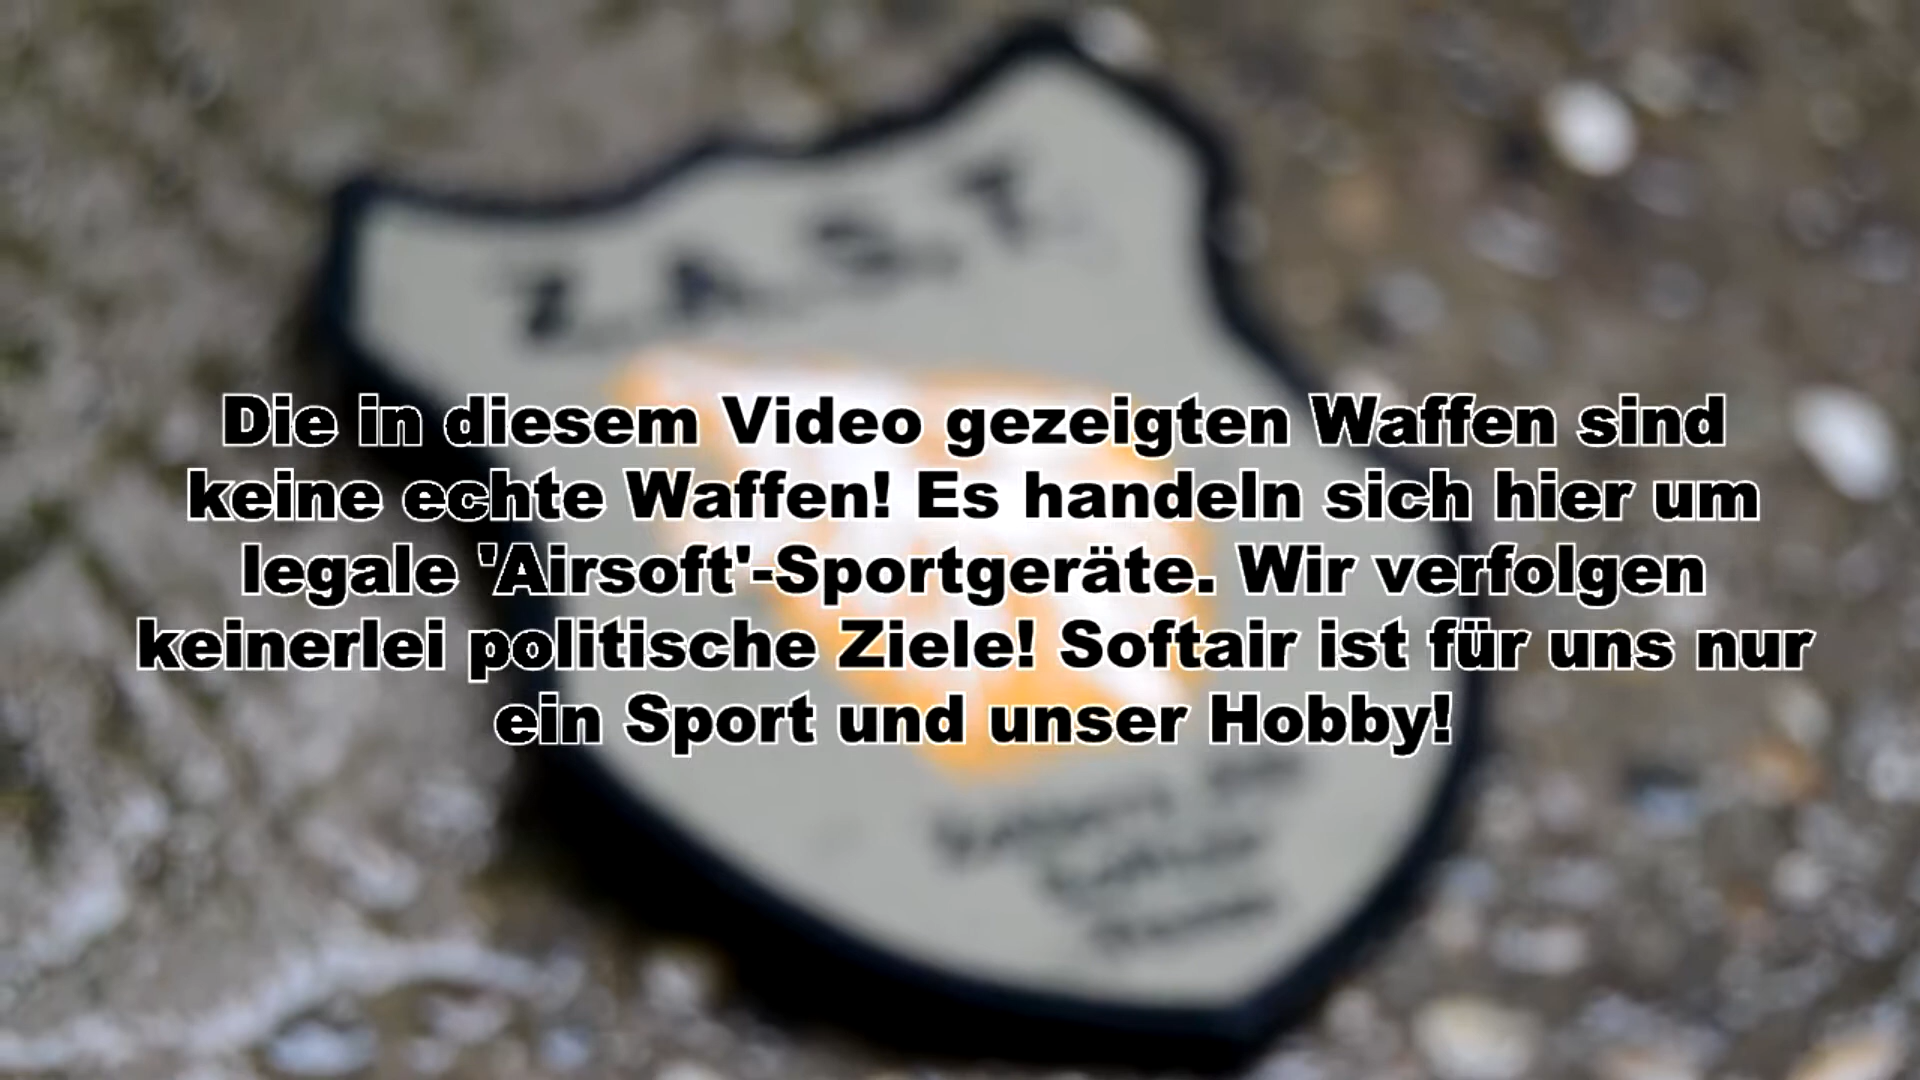 Z.A.S.T.
Die in diesem Video gezeigten Waffen sind
keine echte Waffen! Es handeln sich hier um
legale 'Airsoft'-Sportgeräte. Wir verfolgen
keinerlei politische Ziele! Softair ist für uns nur
ein Sport und unser Hobby!